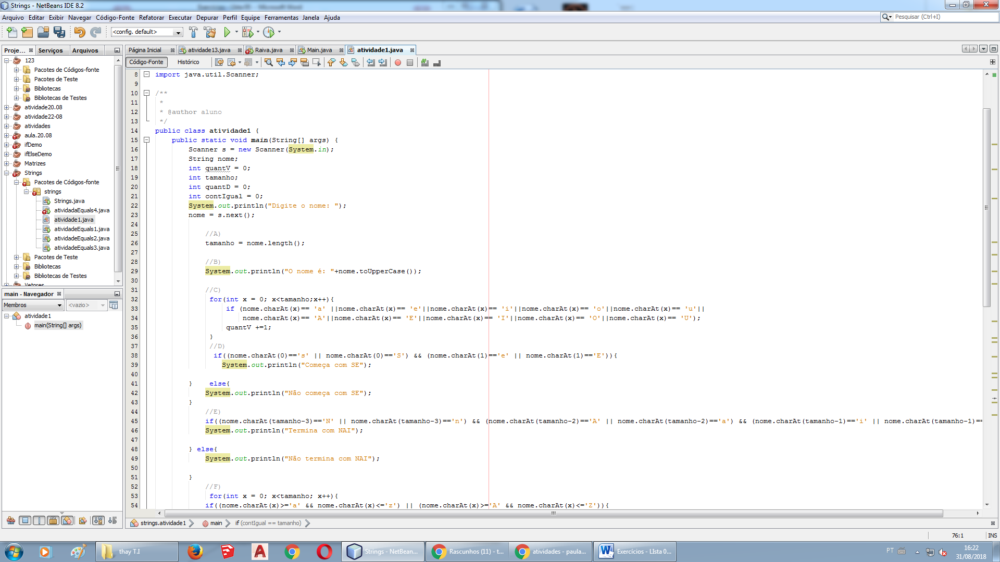 Strings - NetBeans IDE 8.2
Arquivo Editar Exibir Navegar Código-Fonte Refatorar Executar Depurar Perfil Equipe Ferramentas Janela Ajuda
Pesquisar (Ctrl+I)
<config. default>
Proje... Serviços Arquivos
Página Inicial atividade13.java Raiva.java Main.java atividade1.java
Código-Fonte Histórico
123
Pacotes de Códigos-fonte
Pacotes de Teste
Bibliotecas
Bibliotecas de Testes
atividade20.08
atividade22-08
atividades
aula.20.08
ifDemo
ifElseDemo
Matrizes
Strings
Pacotes de Códigos-fonte
strings
Strings.java
atividadaEquals4.java
atividade1.java
atividadeEquals1.java
atividadeEquals2.java
atividadeEquals3.java
Pacotes de Teste
Bibliotecas
Bibliotecas de Testes
Vetores
main - Navegador
Membros <vazio>
atividade1
main(String[] args)
8 import java.util.Scanner;
9
10 /**
11 *
12 * @author aluno
13 */
14 public class atividade1 {
15 public static void main(String[] args) {
16 Scanner s = new Scanner(System.in);
17 String nome;
18 int quantV = 0;
19 int tamanho;
20 int quantD = 0;
21 int contIgual = 0;
22 System.out.println("Digite o nome: ");
23 nome = s.next();
24
25 //A)
26 tamanho = nome.length();
27
28 //B)
29 System.out.println("O nome é: "+nome.toUpperCase());
30
31 //C)
32 for(int x = 0; x<tamanho;x++){
33 if (nome.charAt(x)== 'a' ||nome.charAt(x)== 'e'||nome.charAt(x)== 'i'||nome.charAt(x)== 'o'||nome.charAt(x)== 'u'||
34 nome.charAt(x)== 'A'||nome.charAt(x)== 'E'||nome.charAt(x)== 'I'||nome.charAt(x)== 'O'||nome.charAt(x)== 'U');
35 quantV +=1;
36 }
37 //D)
38 if((nome.charAt(0)=='s' || nome.charAt(0)=='S') && (nome.charAt(1)=='e' || nome.charAt(1)=='E')){
39 System.out.println("Começa com SE");
40
41 } else{
42 System.out.println("Não começa com SE");
43 }
44 //E)
45 if((nome.charAt(tamanho-3)=='N' || nome.charAt(tamanho-3)=='n') && (nome.charAt(tamanho-2)=='A' || nome.charAt(tamanho-2)=='a') && (nome.charAt(tamanho-1)=='i' || nome.charAt(tamanho-1)==
46 System.out.println("Termina com NAI");
47
48 } else{
49 System.out.println("Não termina com NAI");
50
51 }
52 //F)
53 for(int x = 0; x<tamanho; x++){
54 if((nome.charAt(x)>='a' && nome.charAt(x)<='z') || (nome.charAt(x)>='A' && nome.charAt(x)<='Z')){
strings.atividade1 main if (contIgual == tamanho)
76:1 INS
thay T.I
Strings - NetBean...
Rascunhos (11) - t...
atividades - paula...
Exercícios - LIsta 0...
PT
16:22
31/08/2018